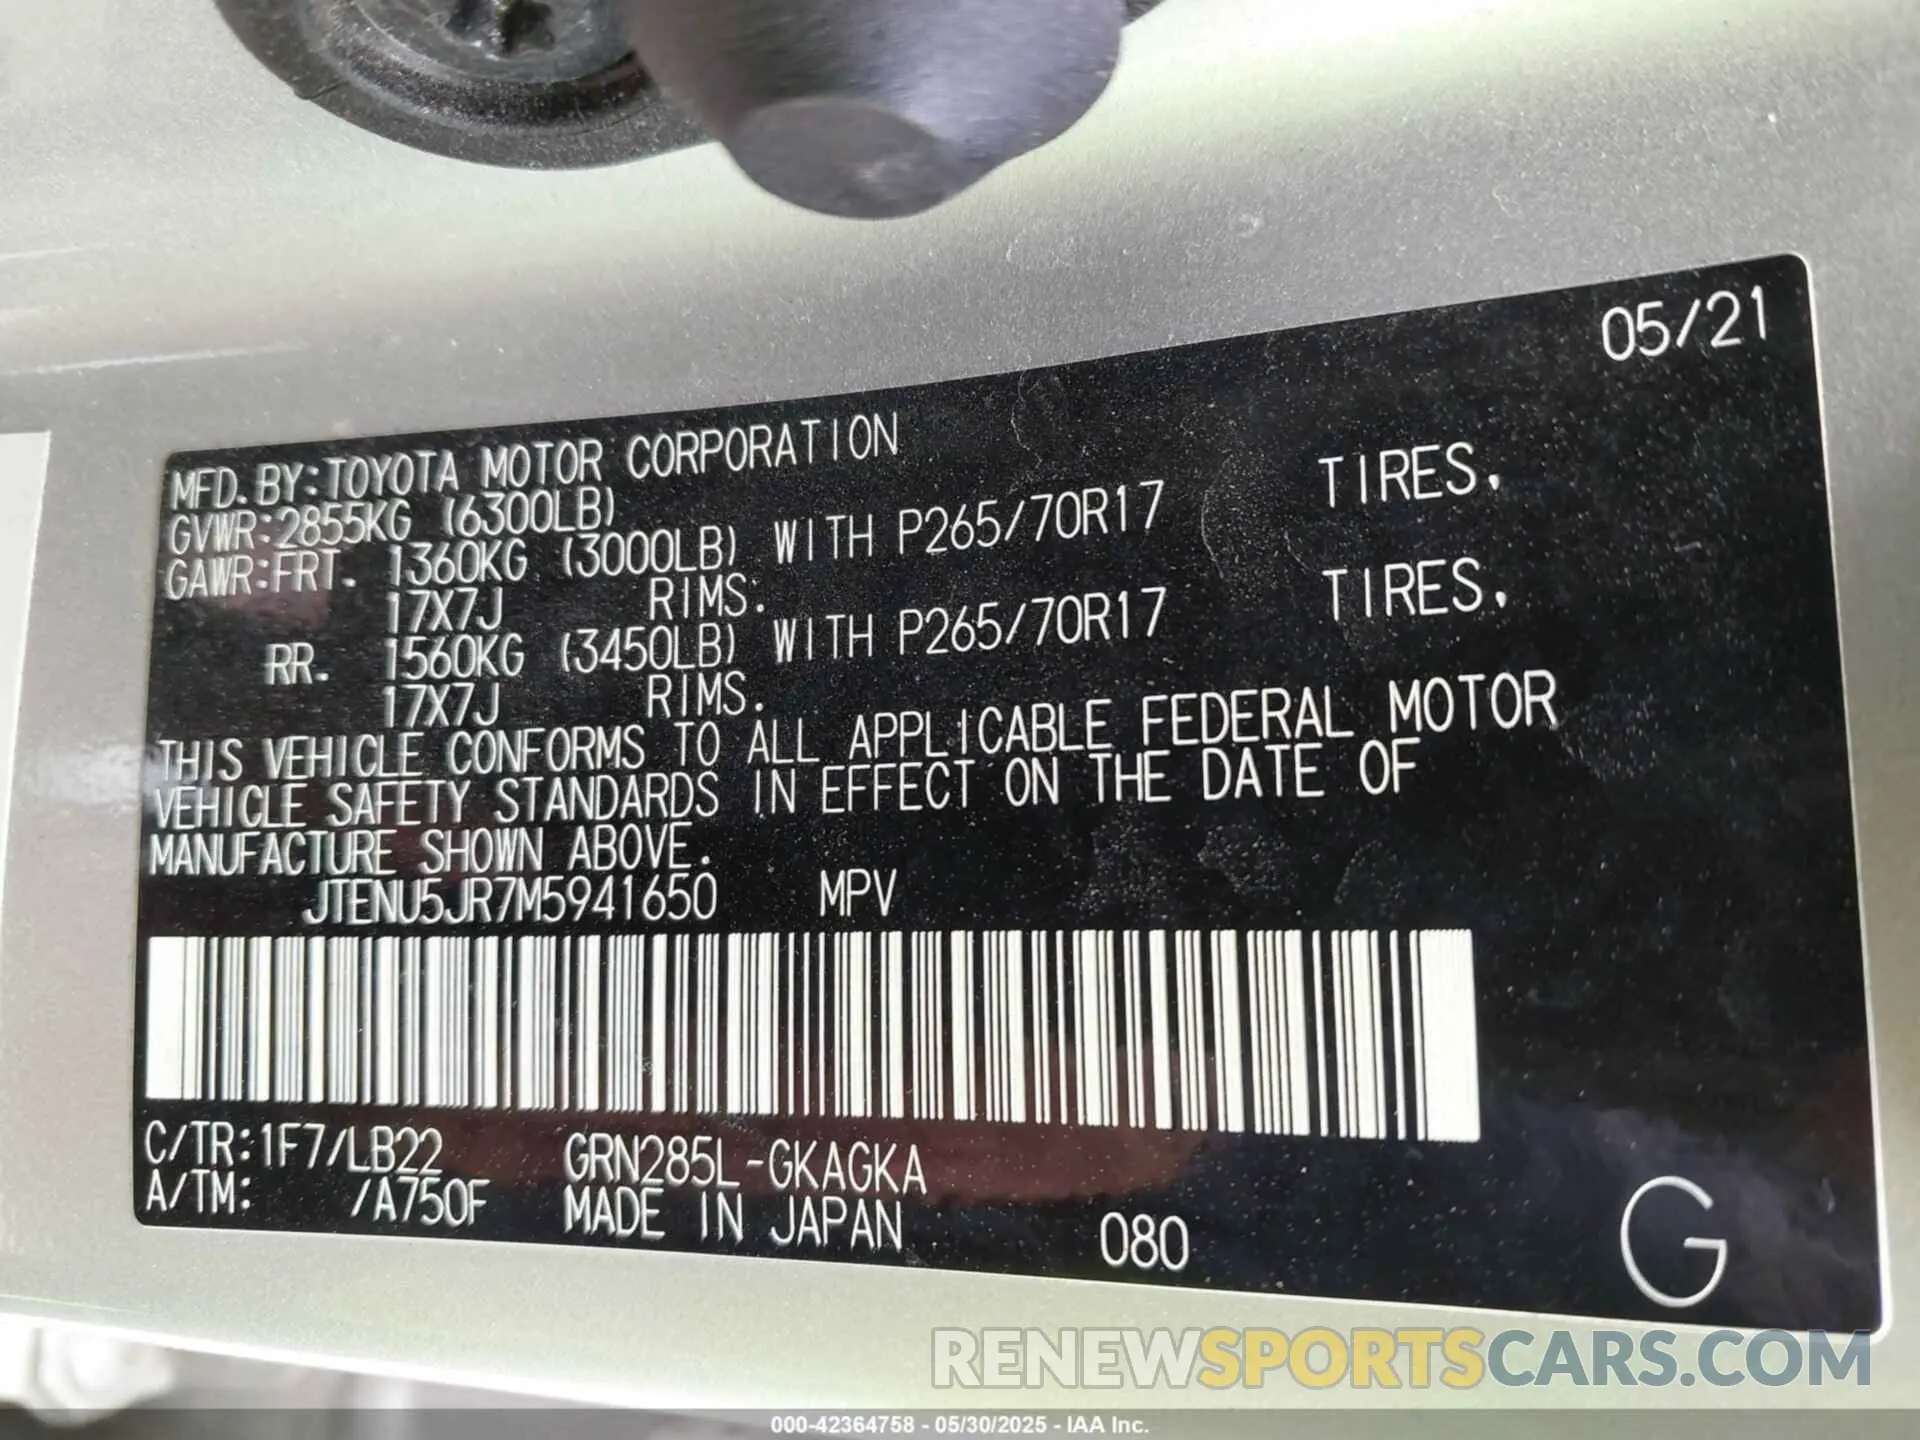 05/21
MFD. BY:TOYOTA MOTOR CORPORATION
GVWR:2855KG (6300LB)
GAWR:FRT. 1360KG (3000LB) WITH P265/70R17 TIRES,
17X7J RIMS:
RR. 1560KG (3450LB) WITH P265/70R17 TIRES,
17X7J RIMS.
THIS VEHICLE CONFORMS TO ALL APPLICABLE FEDERAL MOTOR
VEHICLE SAFETY STANDARDS IN EFFECT ON THE DATE OF
MANUFACTURE SHOWN ABOVE.
JTENU5JR7M5941650 MPV
C/TR:1F7/LB22 GRN285L-GKAGKA
A/TM: /A750F MADE IN JAPAN 080 G
RENEWSPORTSCARS.COM
000-42364758 - 05/30/2025 - IAA Inc.